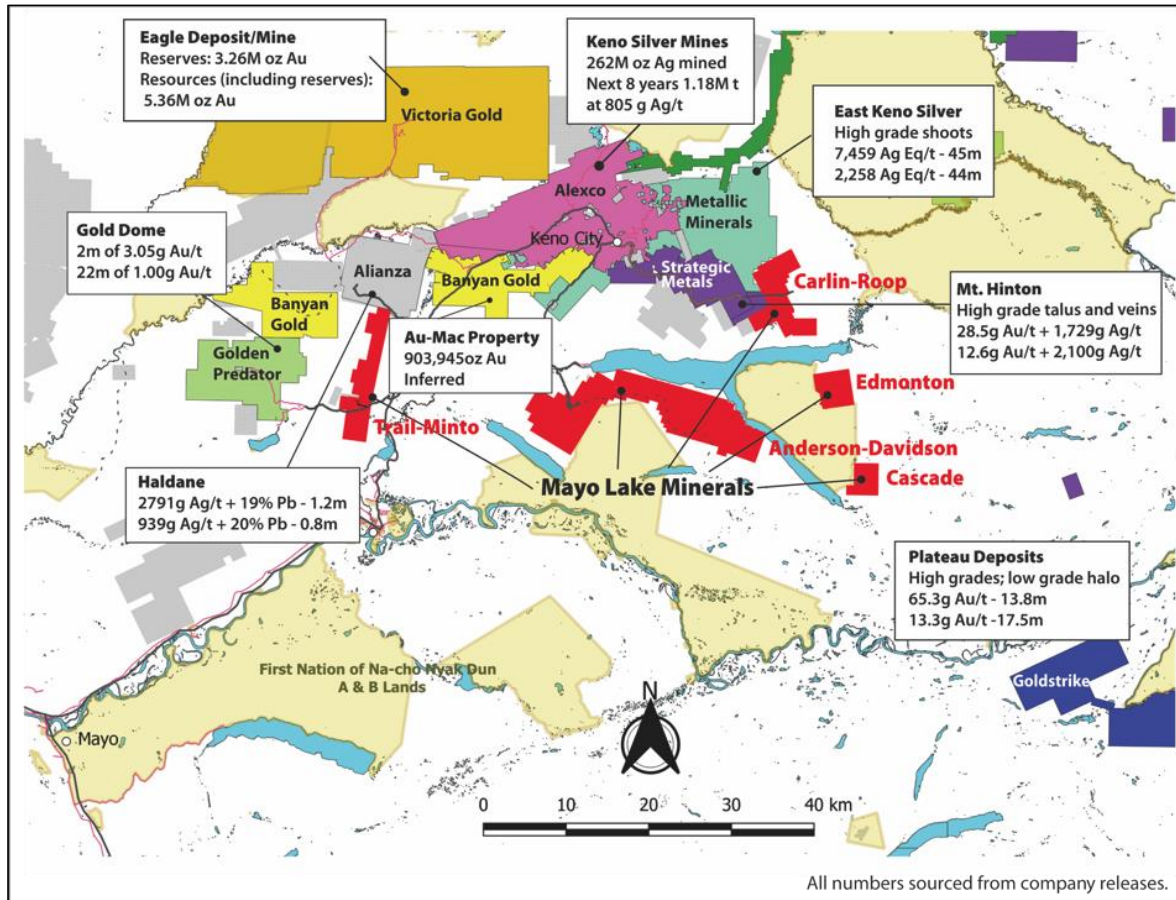 Eagle Deposit/Mine
Reserves: 3.26M oz Au
Resources (including reserves):
5.36M oz Au
Keno Silver Mines
262M oz Ag mined
Next 8 years 1.18M t
at 805 g Ag/t
East Keno Silver
High grade shoots
7,459 Ag Eq/t - 45m
2,258 Ag Eq/t - 44m
Victoria Gold
Alexco
Metallic
Minerals
Keno City
Gold Dome
2m of 3.05g Au/t
22m of 1.00g Au/t
Alianza
Banyan Gold
Strategic
Metals
Carlin-Roop
Banyan
Gold
Mt. Hinton
High grade talus and veins
28.5g Au/t + 1,729g Ag/t
12.6g Au/t + 2,100g Ag/t
Au-Mac Property
903,945oz Au
Inferred
Golden
Predator
Edmonton
Trail-Minto
Anderson-Davidson
Cascade
Mayo Lake Minerals
Haldane
2791g Ag/t + 19% Pb - 1.2m
939g Ag/t + 20% Pb - 0.8m
Plateau Deposits
High grades; low grade halo
65.3g Au/t - 13.8m
13.3g Au/t -17.5m
First Nation of Na-cho Nyak Dun
A & B Lands
Goldstrike
N
Mayo
0 10 20 30 40 km
All numbers sourced from company releases.